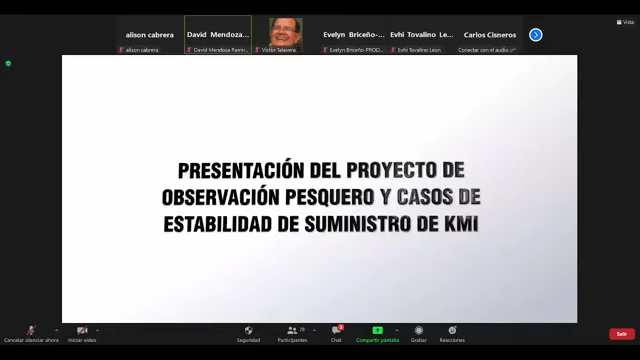 Vista
alison cabrera
David Mendoza...
Evelyn Briceño-...
Evhi Tovalino Le...
Carlos Cisneros
alison cabrera
David Mendoza Ramir...
Victor Talavera
Evelyn Briceño-PROD...
Evhi Tovalino Leon
Conectar con el audio
PRESENTACIÓN DEL PROYECTO DE
OBSERVACIÓN PESQUERO Y CASOS DE
ESTABILIDAD DE SUMINISTRO DE KMI
Cancelar silenciar ahora
Iniciar video
Seguridad
Participantes
78
Chat
Compartir pantalla
Grabar
Reacciones
Salir